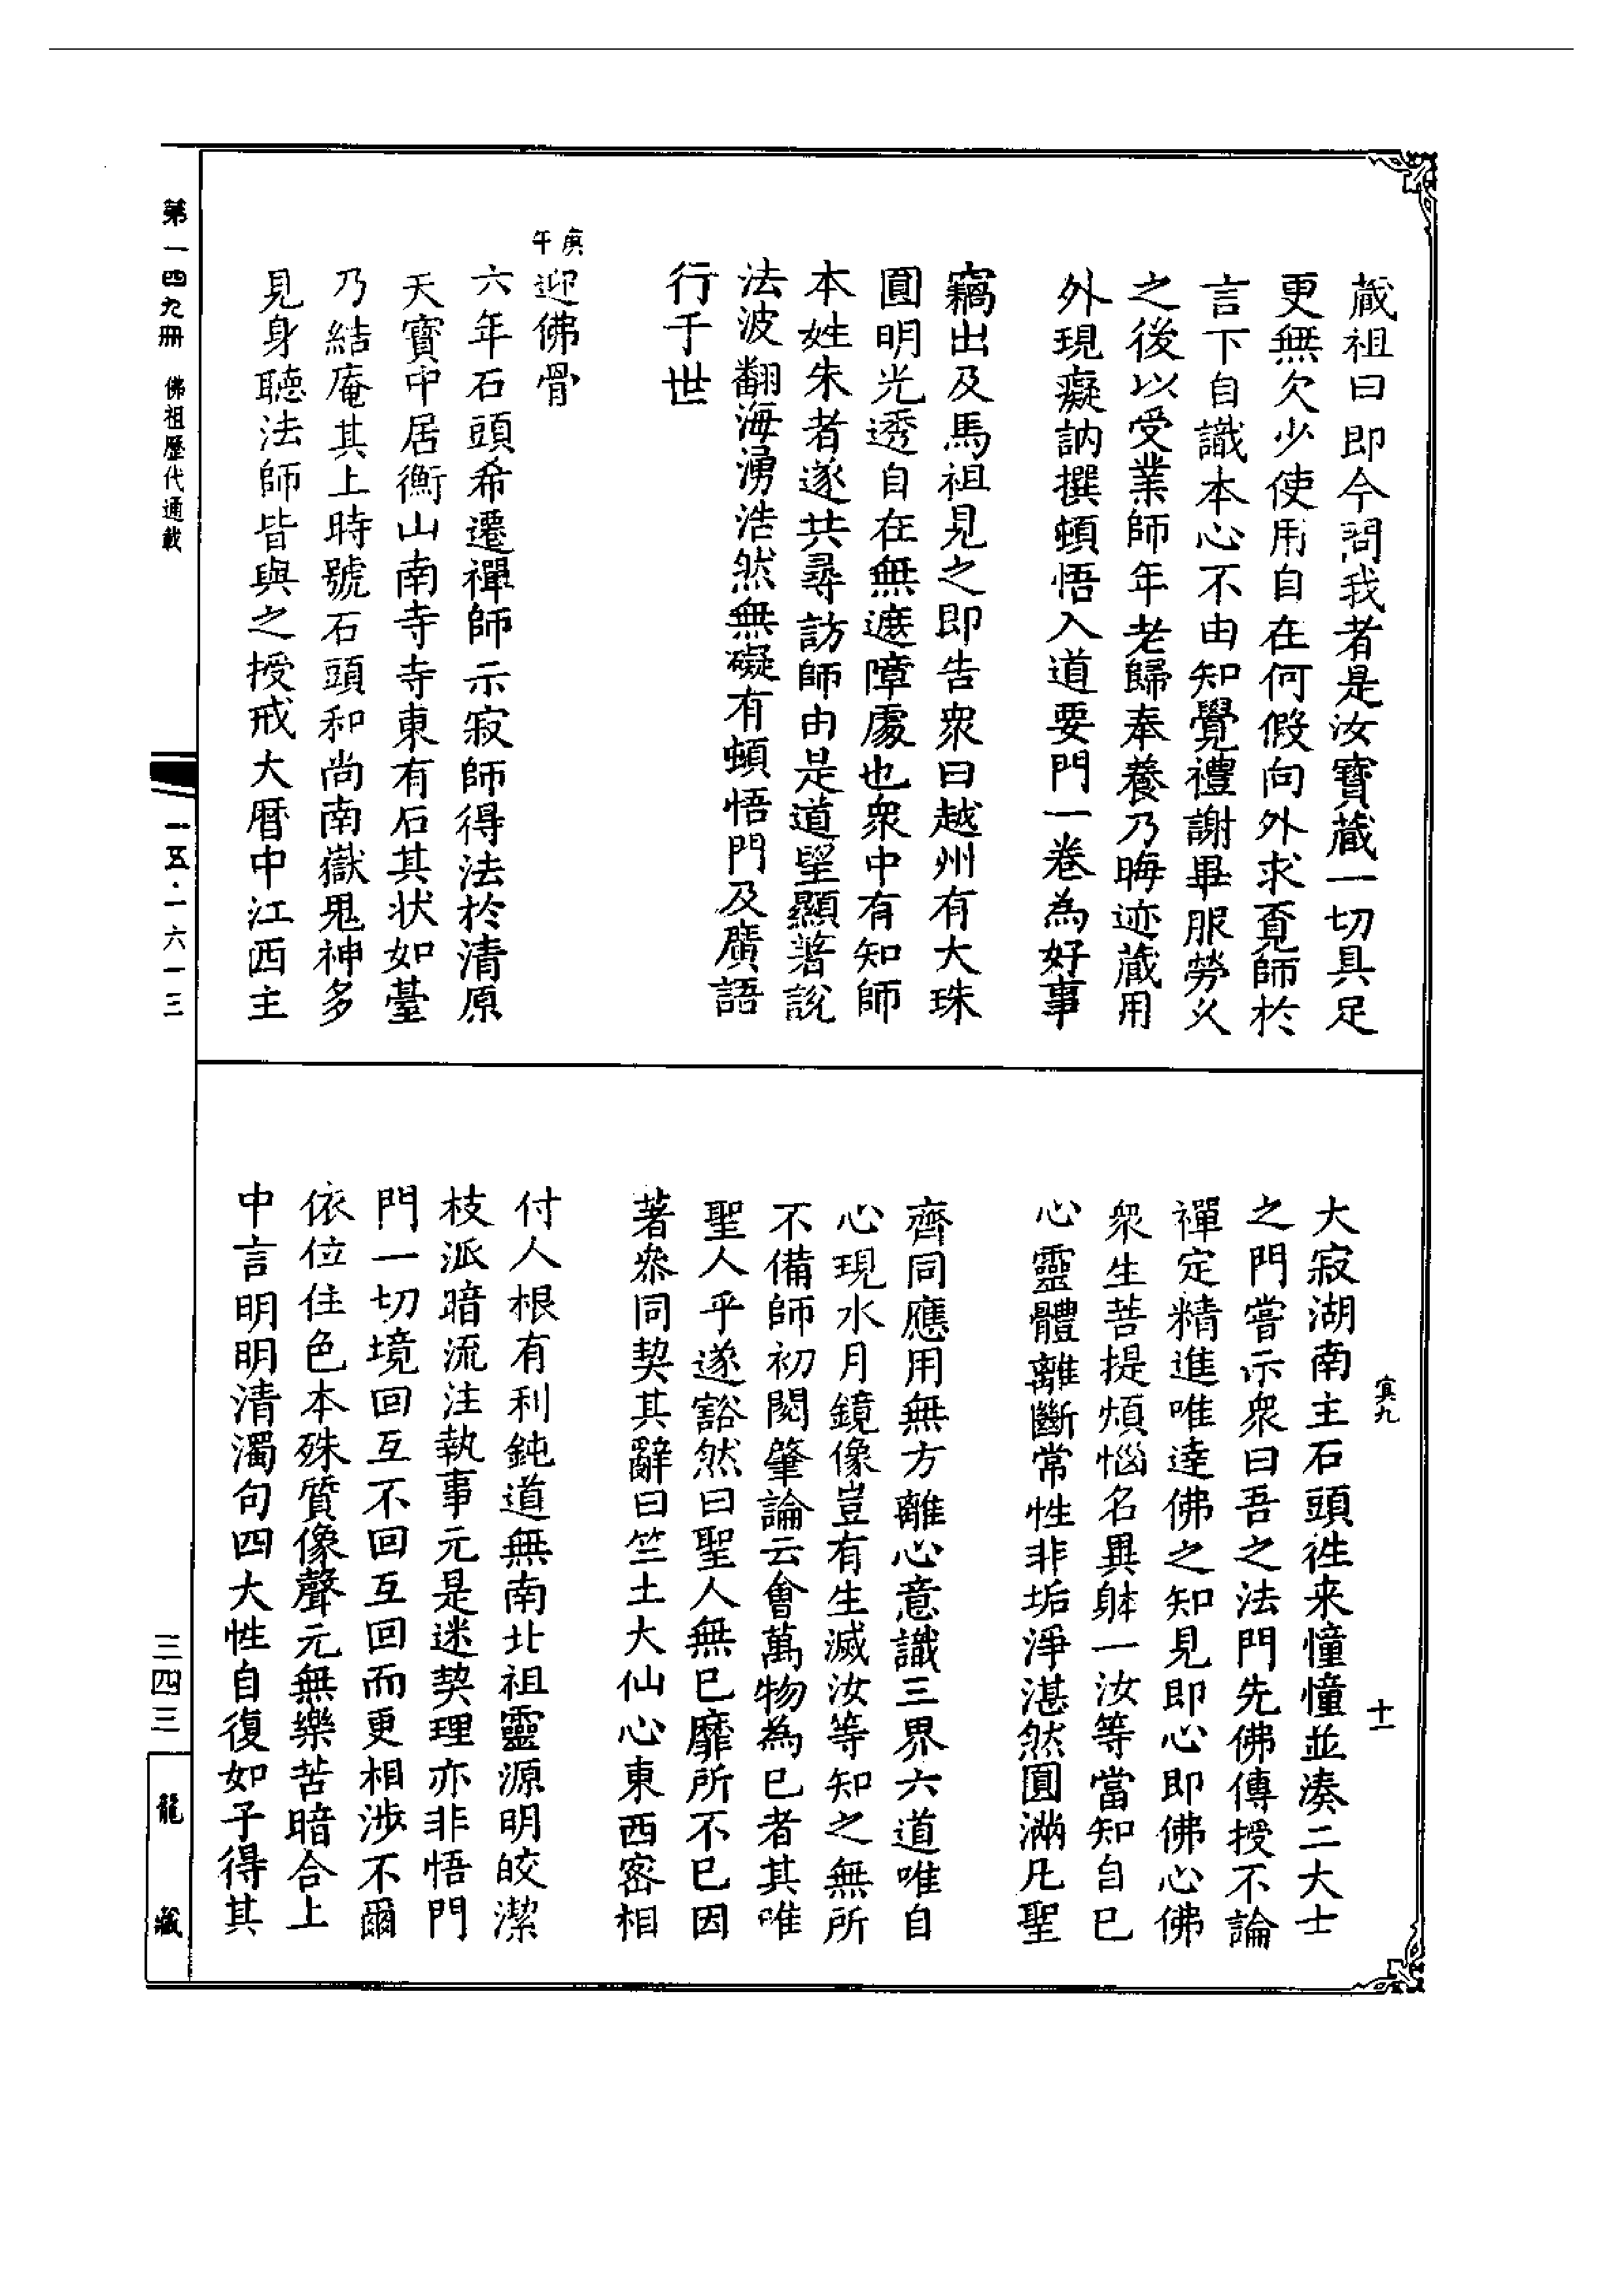 蔵祖曰即今問我者是汝寶蔵一切具足
更無欠少使用自在何假向外求覔師於
言下自識本心不由知覺禮謝畢服勞久
之後以受業師年老歸奉養乃晦迹蔵用
外現癡訥撰頓悟入道要門一卷為好事
竊出及馬祖見之即告衆曰越州有大珠
圓明光透自在無遮障處也衆中有知師
本姓朱者遂共尋訪師由是道望顯著說
法波翻海湧浩然無礙有頓悟門及廣語
行于世
庚午迎佛骨
六年石頭希遷禪師示寂師得法於清原
天寶中居衡山南寺寺東有石其状如臺
乃結庵其上時號石頭和尚南嶽鬼神多
見身聽法師皆與之授戒大曆中江西主
大寂湖南主石頭徃来憧憧並湊二大士
之門嘗示衆曰吾之法門先佛傳授不論
禪定精進唯達佛之知見即心即佛心佛
衆生菩提煩惱名異躰一汝等當知自己
心靈體離斷常性非垢淨湛然圓滿凡聖
齊同應用無方離心意識三界六道唯自
心現水月鏡像豈有生滅汝等知之無所
不備師初閱肇論云會萬物為己者其唯
聖人乎遂豁然曰聖人無己靡所不己因
著叅同契其辭曰竺土大仙心東西密相
付人根有利鈍道無南北祖靈源明皎潔
枝派暗流注執事元是迷契理亦非悟門
門一切境回互不回互回而更相涉不爾
依位住色本殊質像聲元無樂苦暗合上
中言明明清濁句四大性自復如子得其
寘九
十一
第一四九冊 佛祖歷代通載
一五·一六一三
三四三
龍藏